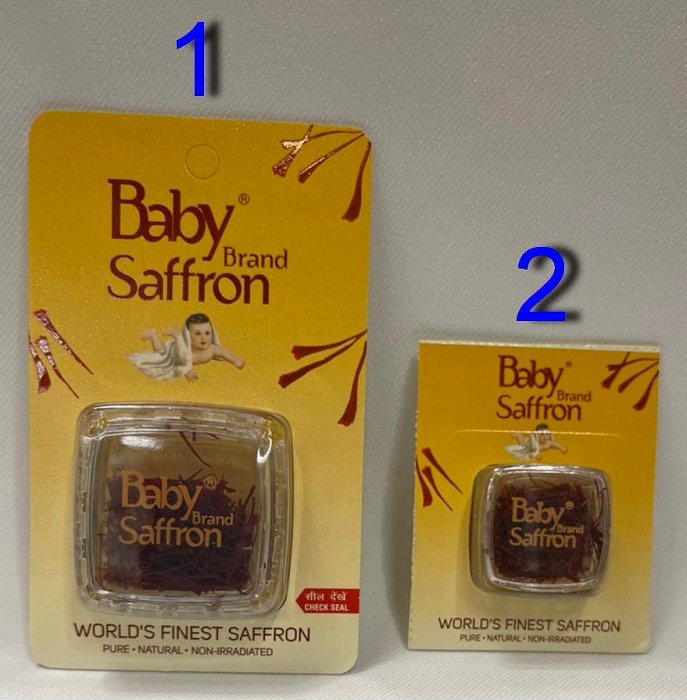 1
Baby®
Brand
Saffron
Baby®
Brand
Saffron
सील देखें
CHECK SEAL
WORLD'S FINEST SAFFRON
PURE • NATURAL • NON-IRRADIATED
2
Baby®
Brand
Saffron
Baby®
Brand
Saffron
WORLD'S FINEST SAFFRON
PURE • NATURAL • NON-IRRADIATED